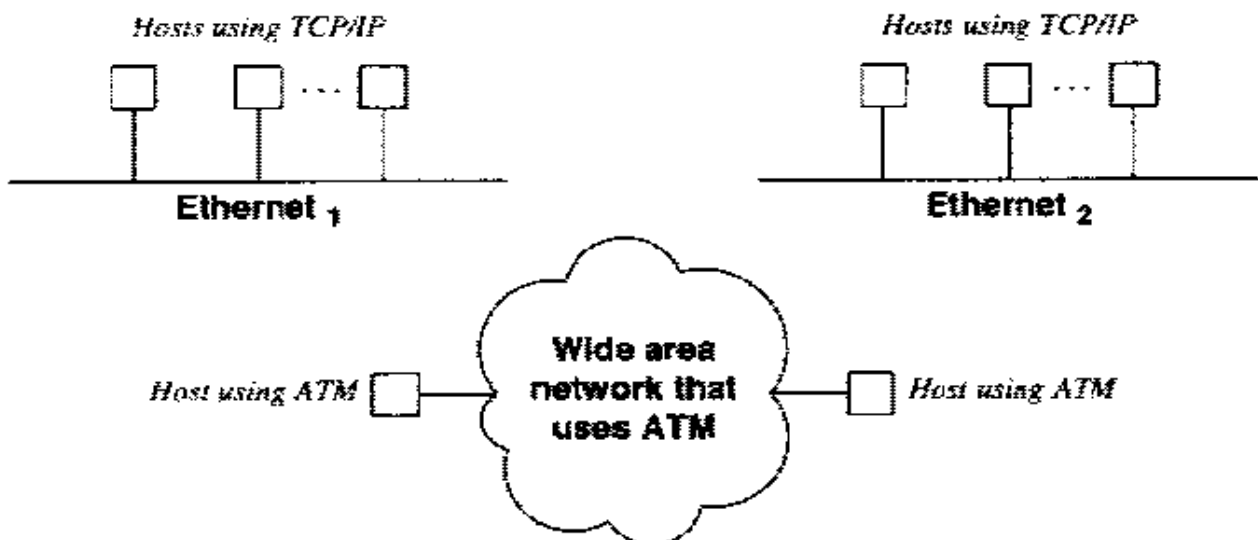 Hosts using TCP/IP
Hosts using TCP/IP
...
...
Ethernet 1
Ethernet 2
Wide area
Host using ATM
network that
Host using ATM
uses ATM